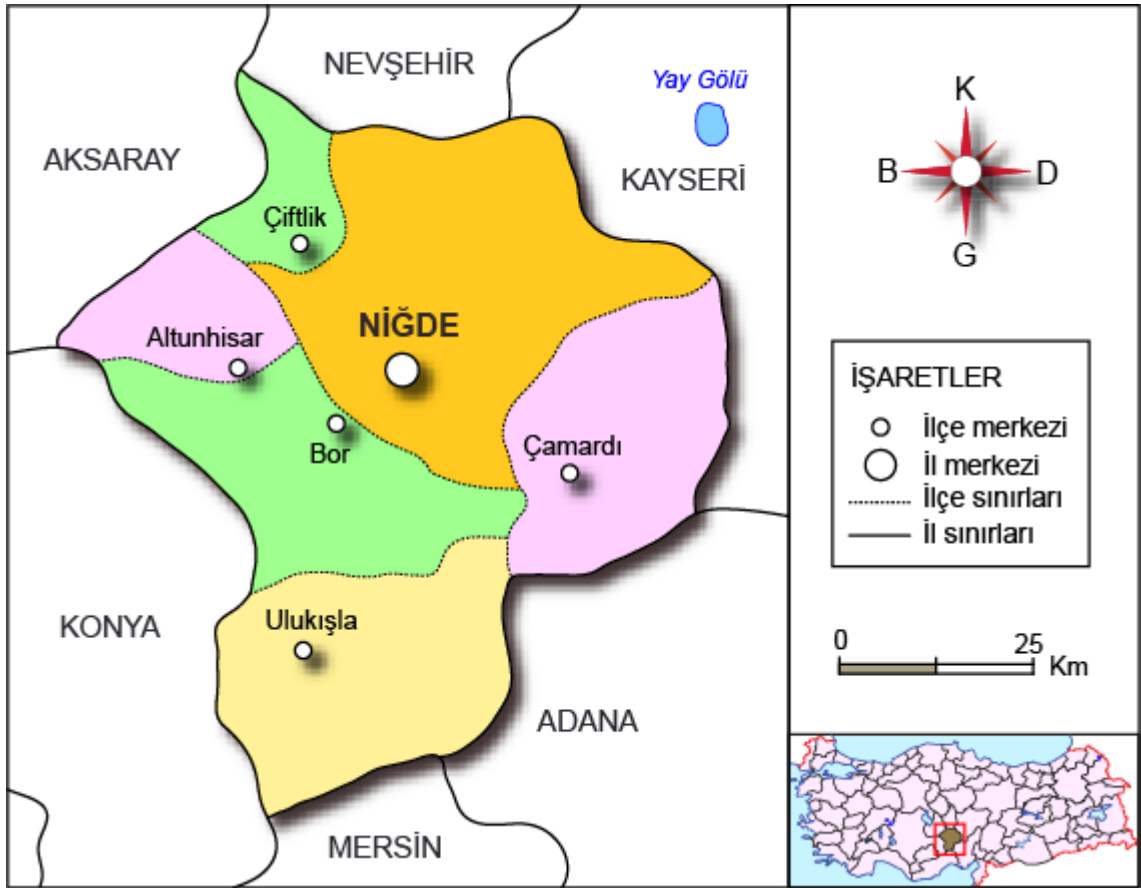 NEVŞEHİR
Yay Gölü
AKSARAY
KAYSERİ
Çiftlik
Altunhisar
NİĞDE
Bor
Çamardı
KONYA
Ulukışla
ADANA
MERSİN
K
B
D
G
İŞARETLER
İlçe merkezi
İl merkezi
İlçe sınırları
İl sınırları
0 25
Km